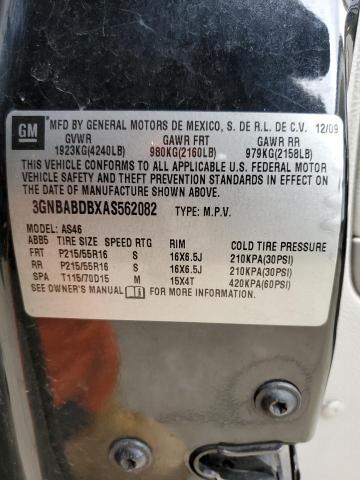 GM MFD BY GENERAL MOTORS DE MEXICO, S. DE R.L. DE C.V. 12/09
GVWR GAWR FRT GAWR RR
1923KG(4240LB) 980KG(2160LB) 979KG(2158LB)
THIS VEHICLE CONFORMS TO ALL APPLICABLE U.S. FEDERAL MOTOR
VEHICLE SAFETY AND THEFT PREVENTION STANDARDS IN EFFECT ON
THE DATE OF MANUFACTURE SHOWN ABOVE.
3GNBABDBXAS562082 TYPE: M.P.V.
MODEL: AS46
ABB5 TIRE SIZE SPEED RTG RIM COLD TIRE PRESSURE
FRT P215/55R16 S 16X6.5J 210KPA(30PSI)
RR P215/55R16 S 16X6.5J 210KPA(30PSI)
SPA T115/70D15 M 15X4T 420KPA(60PSI)
SEE OWNER'S MANUAL FOR MORE INFORMATION